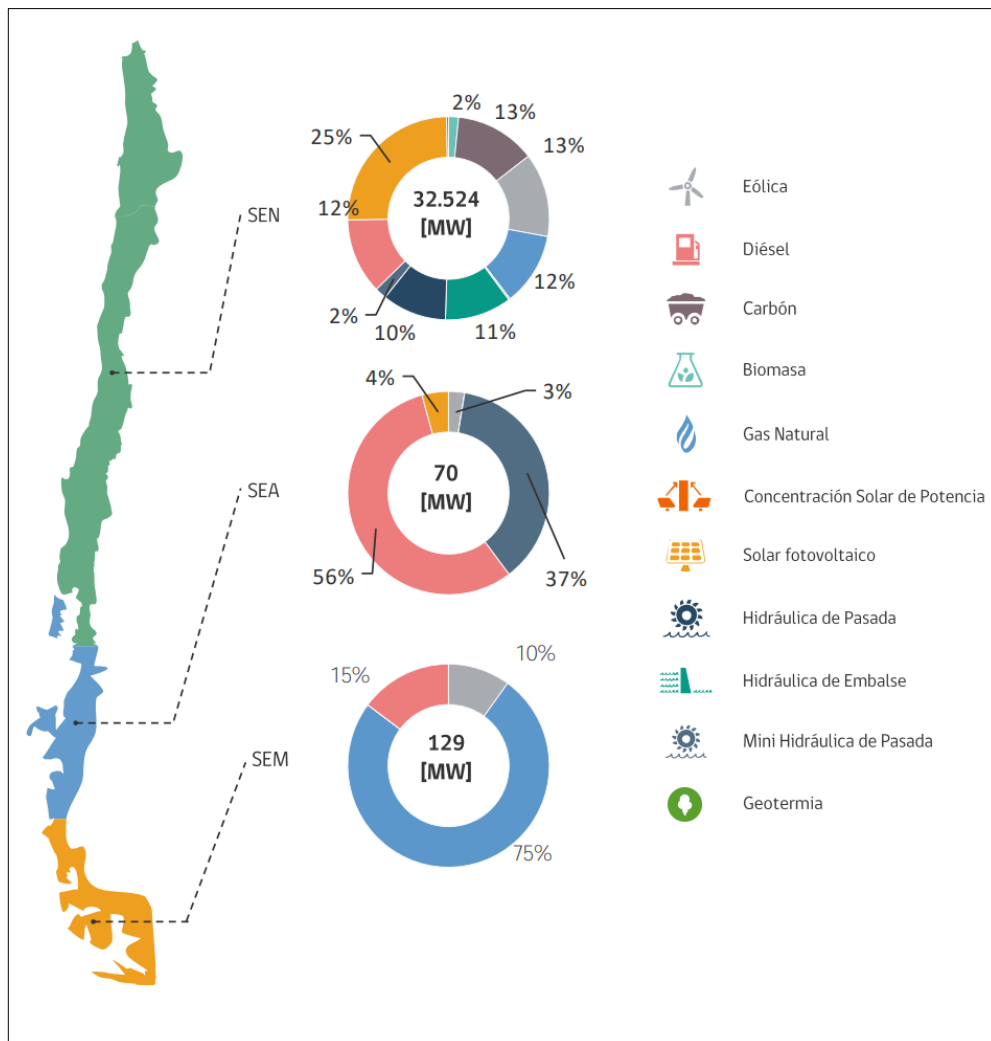 2%
13%
25%
13%
32.524
[MW]
12%
SEN
12%
2%
10%
11%
4%
3%
70
[MW]
SEA
56%
37%
10%
15%
129
[MW]
SEM
75%
Eólica
Diésel
Carbón
Biomasa
Gas Natural
Concentración Solar de Potencia
Solar fotovoltaico
Hidráulica de Pasada
Hidráulica de Embalse
Mini Hidráulica de Pasada
Geotermia